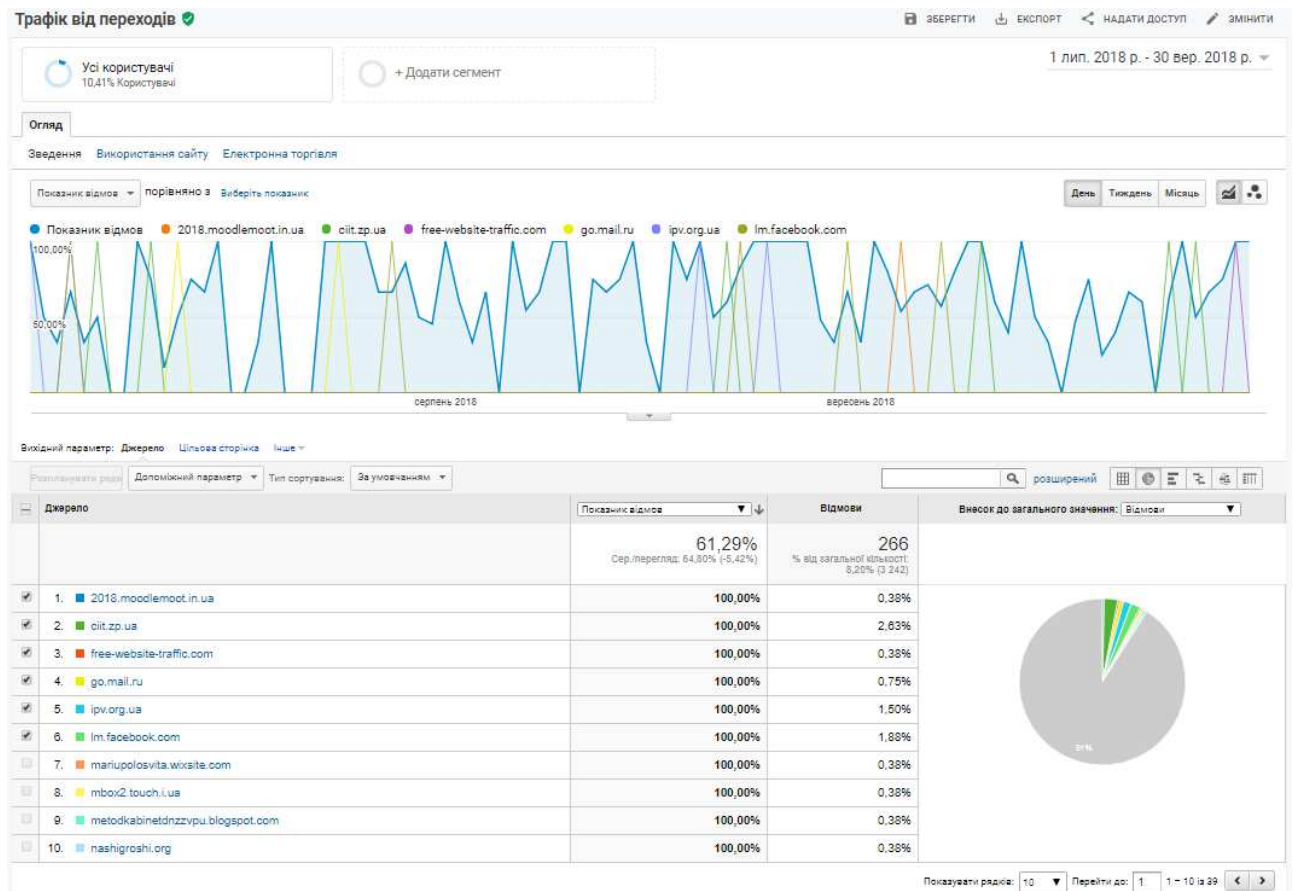 Трафік від переходів
ЗБЕРЕГТИ ЕКСПОРТ НАДАТИ ДОСТУП ЗМІНИТИ
Усі користувачі
10,41% Користувачі
+ Додати сегмент
1 лип. 2018 р. - 30 вер. 2018 р.
Огляд
Зведення Використання сайту Електронна торгівля
Показник відмов порівняно з Виберіть показник
День Тиждень Місяць
Показник відмов 2018.moodlemoot.in.ua ciit.zp.ua free-website-traffic.com go.mail.ru ipv.org.ua lm.facebook.com
100,00%
50,00%
серпень 2018 вересень 2018
Вихідний параметр: Джерело Цільова сторінка Інше
Допоміжний параметр Тип сортування: За умовчанням
розширений
Джерело Показник відмов Відмови Внесок до загального значення: Відмови
61,29% 266
Сер./перегляд: 64,80% (-5,42%) % від загальної кількості: 8,20% (3 242)
1. 2018.moodlemoot.in.ua 100,00% 0,38%
2. ciit.zp.ua 100,00% 2,63%
3. free-website-traffic.com 100,00% 0,38%
4. go.mail.ru 100,00% 0,75%
5. ipv.org.ua 100,00% 1,50%
6. lm.facebook.com 100,00% 1,88%
7. mariupolosvita.wixsite.com 100,00% 0,38%
8. mbox2.touch.i.ua 100,00% 0,38%
9. metodkabinetdnzzvpu.blogspot.com 100,00% 0,38%
10. nashigroshi.org 100,00% 0,38%
Показувати рядків: 10 Перейти до: 1 1 – 10 із 39